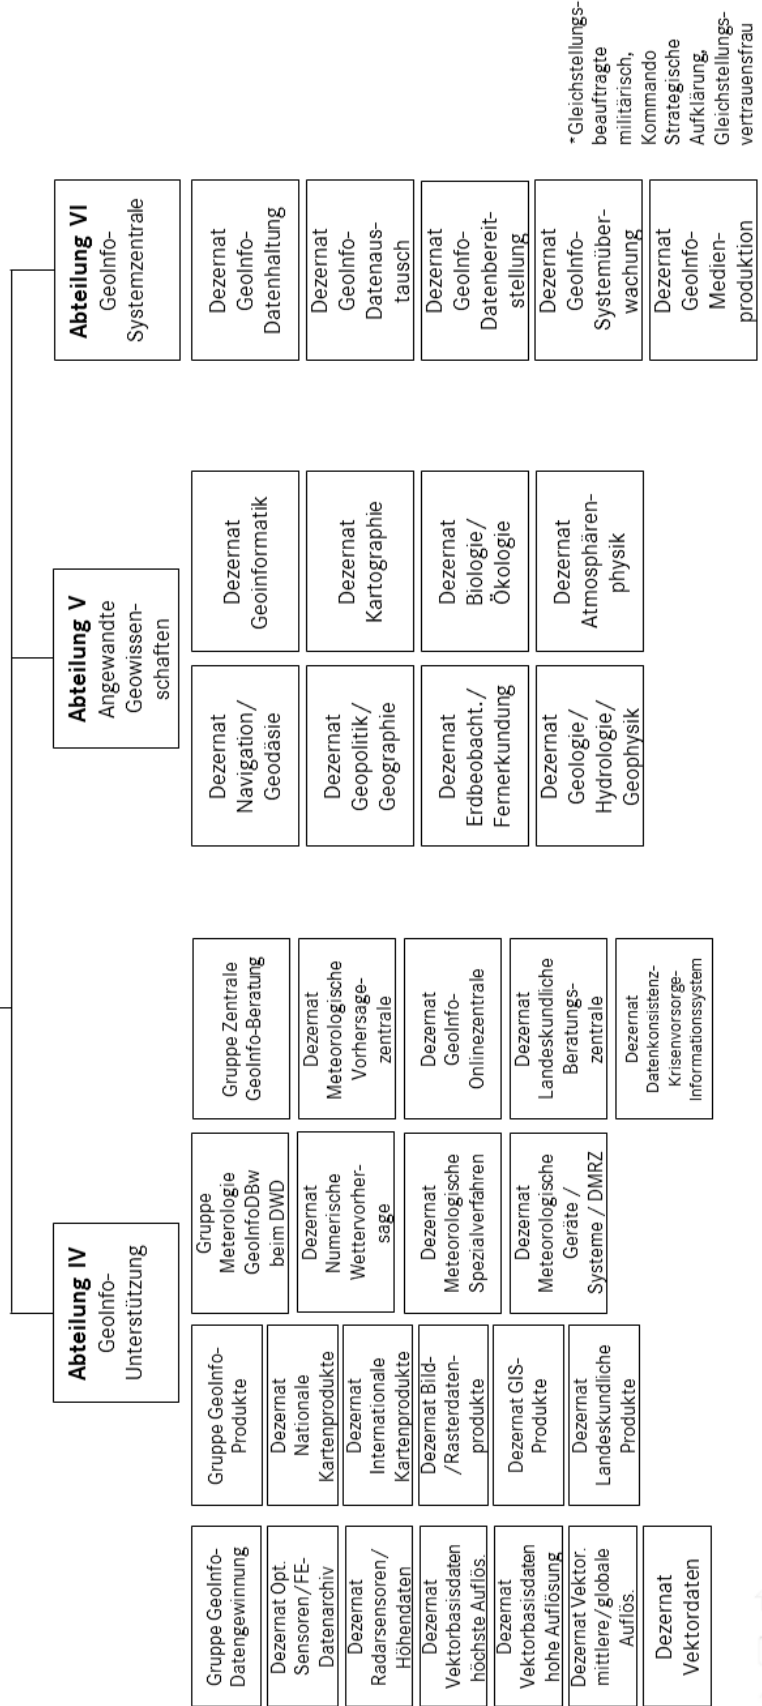 Abteilung IV
GeoInfo-
Unterstützung
Gruppe GeoInfo-
Datengewinnung
Dezernat Opt.
Sensoren/FE-
Datenarchiv
Dezernat
Radarsensoren/
Höhendaten
Dezernat
Vektorbasisdaten
höchste Auflös.
Dezernat
Vektorbasisdaten
hohe Auflösung
Dezernat Vektor.
mittlere/globale
Auflös.
Dezernat
Vektordaten
Gruppe GeoInfo-
Produkte
Dezernat
Nationale
Kartenprodukte
Dezernat
Internationale
Kartenprodukte
Dezernat Bild-
/Rasterdaten-
produkte
Dezernat GIS-
Produkte
Dezernat
Landeskundliche
Produkte
Gruppe
Meterologie
GeoInfoDBw
beim DWD
Dezernat
Numerische
Wettervorher-
sage
Dezernat
Meteorologische
Spezialverfahren
Dezernat
Meteorologische
Geräte /
Systeme / DMRZ
Gruppe Zentrale
GeoInfo-Beratung
Dezernat
Meteorologische
Vorhersage-
zentrale
Dezernat
GeoInfo-
Onlinezentrale
Dezernat
Landeskundliche
Beratungs-
zentrale
Dezernat
Datenkonsistenz-
Krisenvorsorge-
Informationssystem
Abteilung V
Angewandte
Geowissen-
schaften
Dezernat
Navigation/
Geodäsie
Dezernat
Geopolitik/
Geographie
Dezernat
Erdbeobacht./
Fernerkundung
Dezernat
Geologie/
Hydrologie/
Geophysik
Dezernat
Geoinformatik
Dezernat
Kartographie
Dezernat
Biologie/
Ökologie
Dezernat
Atmosphären-
physik
Abteilung VI
GeoInfo-
Systemzentrale
Dezernat
GeoInfo-
Datenhaltung
Dezernat
GeoInfo-
Datenaus-
tausch
Dezernat
GeoInfo-
Datenbereit-
stellung
Dezernat
GeoInfo-
Systemüber-
wachung
Dezernat
GeoInfo-
Medien-
produktion
*Gleichstellungs-
beauftragte
militärisch,
Kommando
Strategische
Aufklärung,
Gleichstellungs-
vertrauensfrau